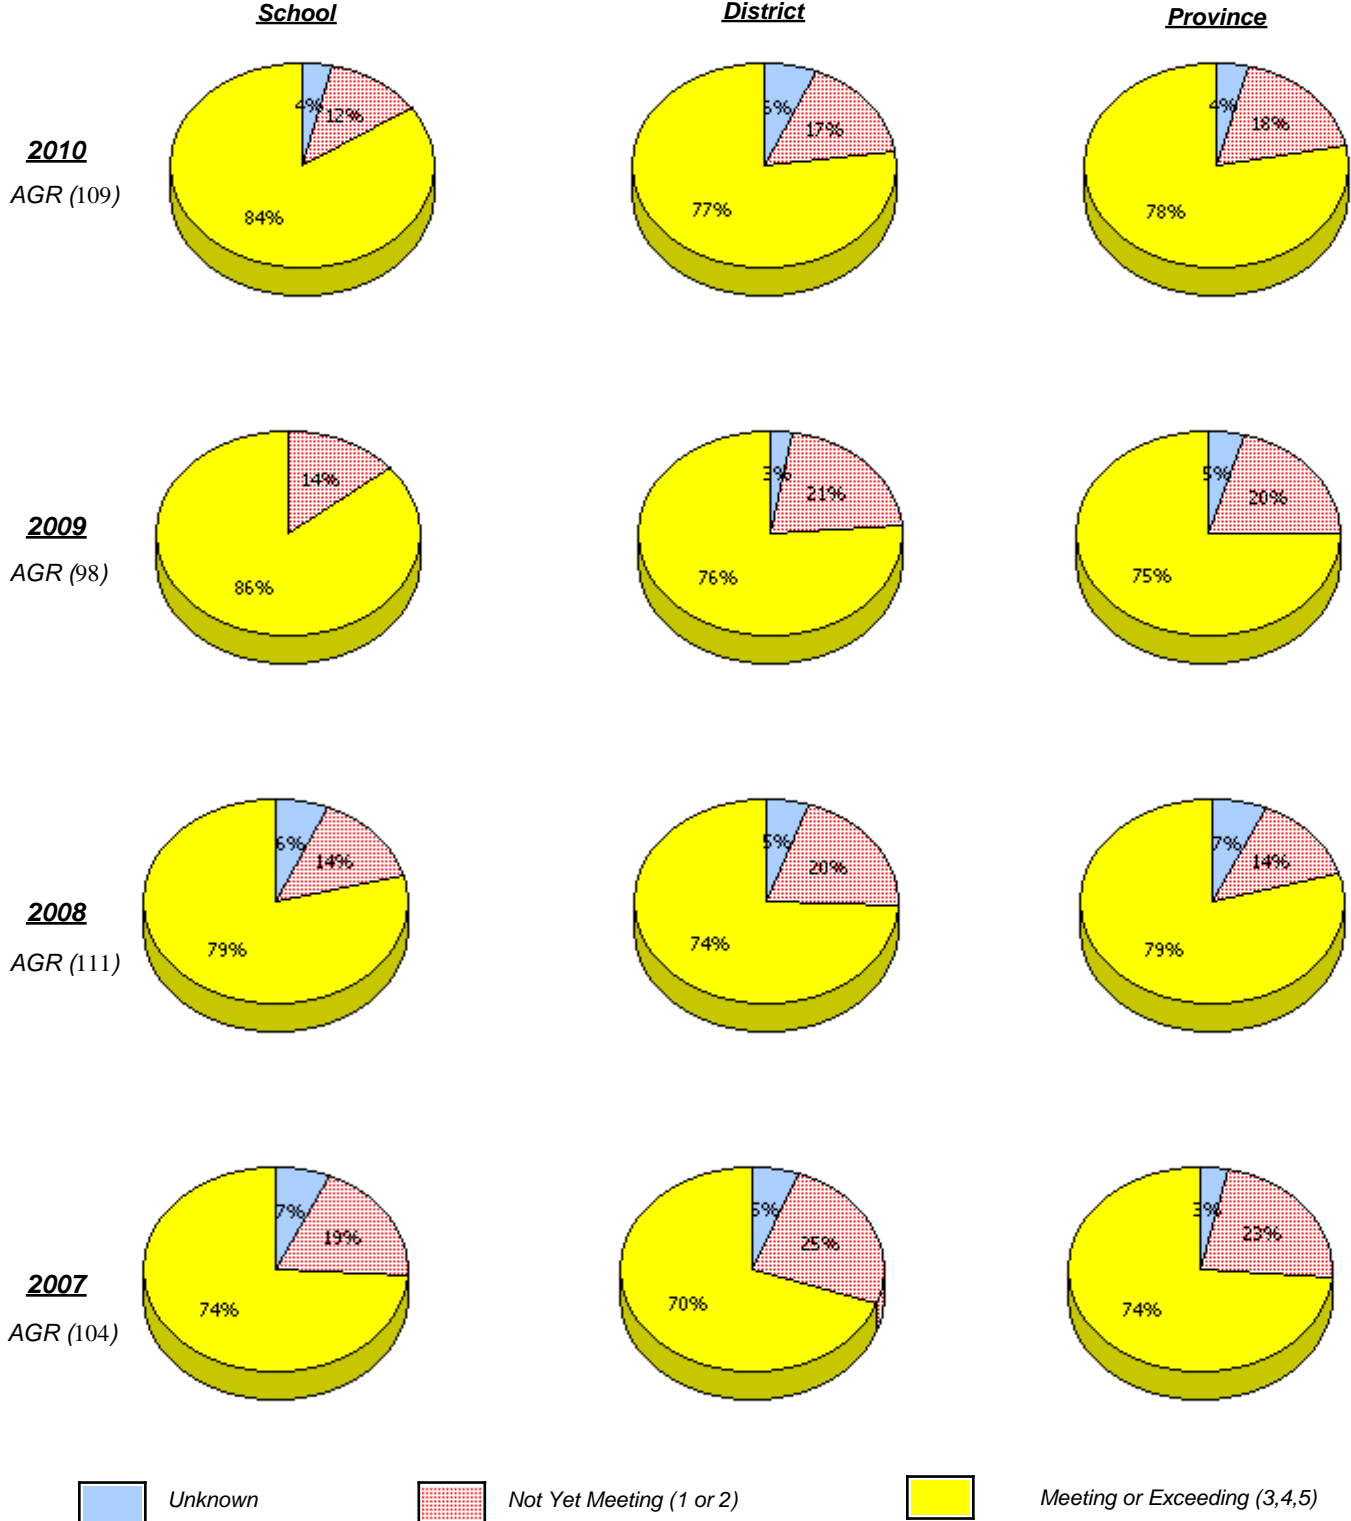 School District Province
4% 12% 84%
6% 17% 77%
4% 18% 78%
2010
AGR (109)
14% 86%
3% 21% 76%
5% 20% 75%
2009
AGR (98)
6% 14% 79%
5% 20% 74%
7% 14% 79%
2008
AGR (111)
7% 19% 74%
25% 70%
3% 23% 74%
2007
AGR (104)
Unknown Not Yet Meeting (1 or 2) Meeting or Exceeding (3,4,5)